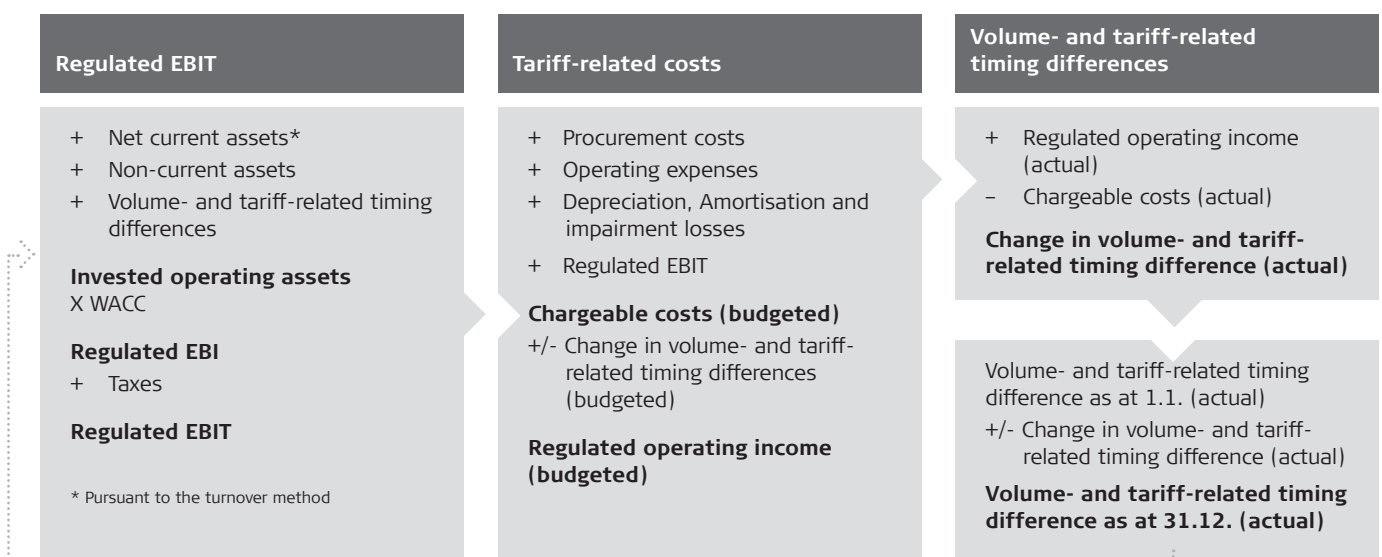 Regulated EBIT
+ Net current assets*
+ Non-current assets
+ Volume- and tariff-related timing
differences
Invested operating assets
X WACC
Regulated EBI
+ Taxes
Regulated EBIT
* Pursuant to the turnover method
Tariff-related costs
+ Procurement costs
+ Operating expenses
+ Depreciation, Amortisation and
impairment losses
+ Regulated EBIT
Chargeable costs (budgeted)
+/- Change in volume- and tariff-
related timing differences
(budgeted)
Regulated operating income
(budgeted)
Volume- and tariff-related
timing differences
+ Regulated operating income
(actual)
– Chargeable costs (actual)
Change in volume- and tariff-
related timing difference (actual)
Volume- and tariff-related timing
difference as at 1.1. (actual)
+/- Change in volume- and tariff-
related timing difference (actual)
Volume- and tariff-related timing
difference as at 31.12. (actual)